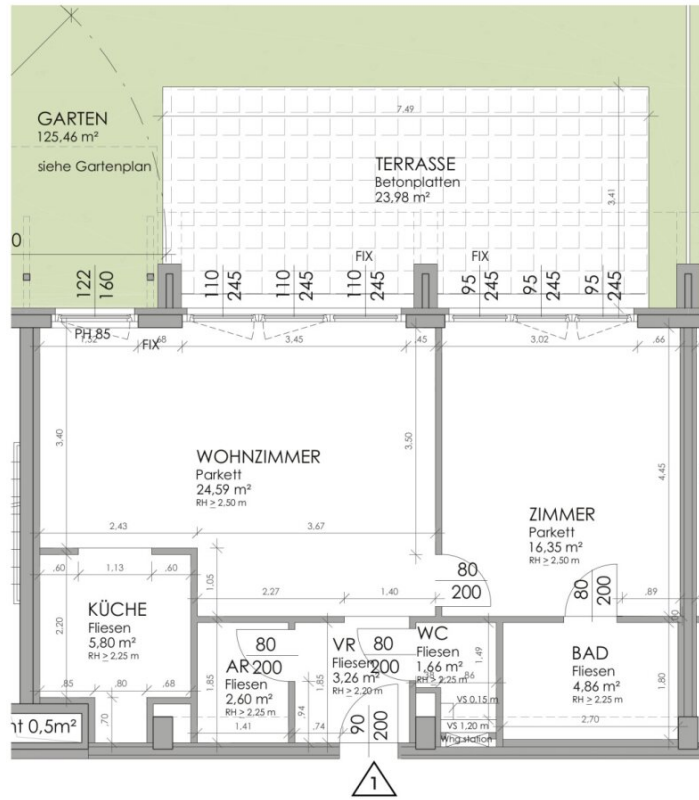 GARTEN
125,46 m²
siehe Gartenplan
7.49
TERRASSE
Betonplatten
23,98 m²
3.41
0
FIX
FIX
122
160
110
245
110
245
110
245
95
245
95
245
95
245
PH 85
FIX
.68
3.45
.45
3.02
.66
3.40
3.50
4.45
WOHNZIMMER
Parkett
24,59 m²
RH ≥ 2,50 m
ZIMMER
Parkett
16,35 m²
RH ≥ 2,50 m
2.43
3.67
.60
1.13
.60
1.05
2.27
1.40
80
200
80
200
.89
2.20
KÜCHE
Fliesen
5,80 m²
RH ≥ 2,25 m
.85
.80
.68
.70
80
200
AR
Fliesen
2,60 m²
RH ≥ 2,25 m
1.85
1.41
VR
Fliesen
3,26 m²
RH ≥ 2,20 m
80
200
1.85
.94
.74
90
200
WC
Fliesen
1,66 m²
RH ≥ 2,25 m
1.49
.86
VS 0,15 m
VS 1,20 m
Whg station
BAD
Fliesen
4,86 m²
RH ≥ 2,25 m
1.80
2.70
nt 0,5m²
1